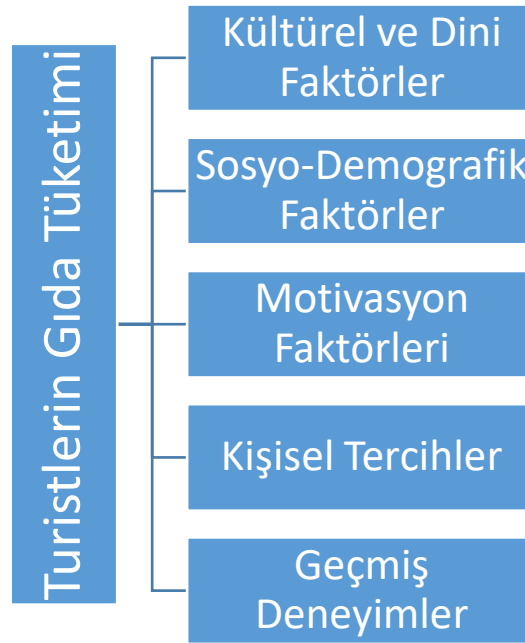 Turistlerin Gıda Tüketimi
Kültürel ve Dini
Faktörler
Sosyo-Demografik
Faktörler
Motivasyon
Faktörleri
Kişisel Tercihler
Geçmiş
Deneyimler